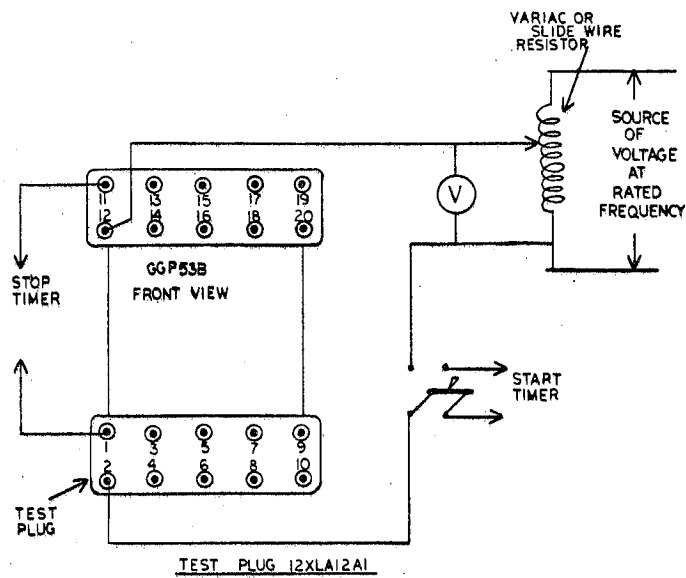 VARIAC OR
SLIDE WIRE
RESISTOR
SOURCE
OF
VOLTAGE
AT
RATED
FREQUENCY
V
11 13 15 17 19
12 14 16 18 20
GGP53B
FRONT VIEW
STOP
TIMER
START
TIMER
1 3 5 7 9
2 4 6 8 10
TEST
PLUG
TEST PLUG 12XLA12A1